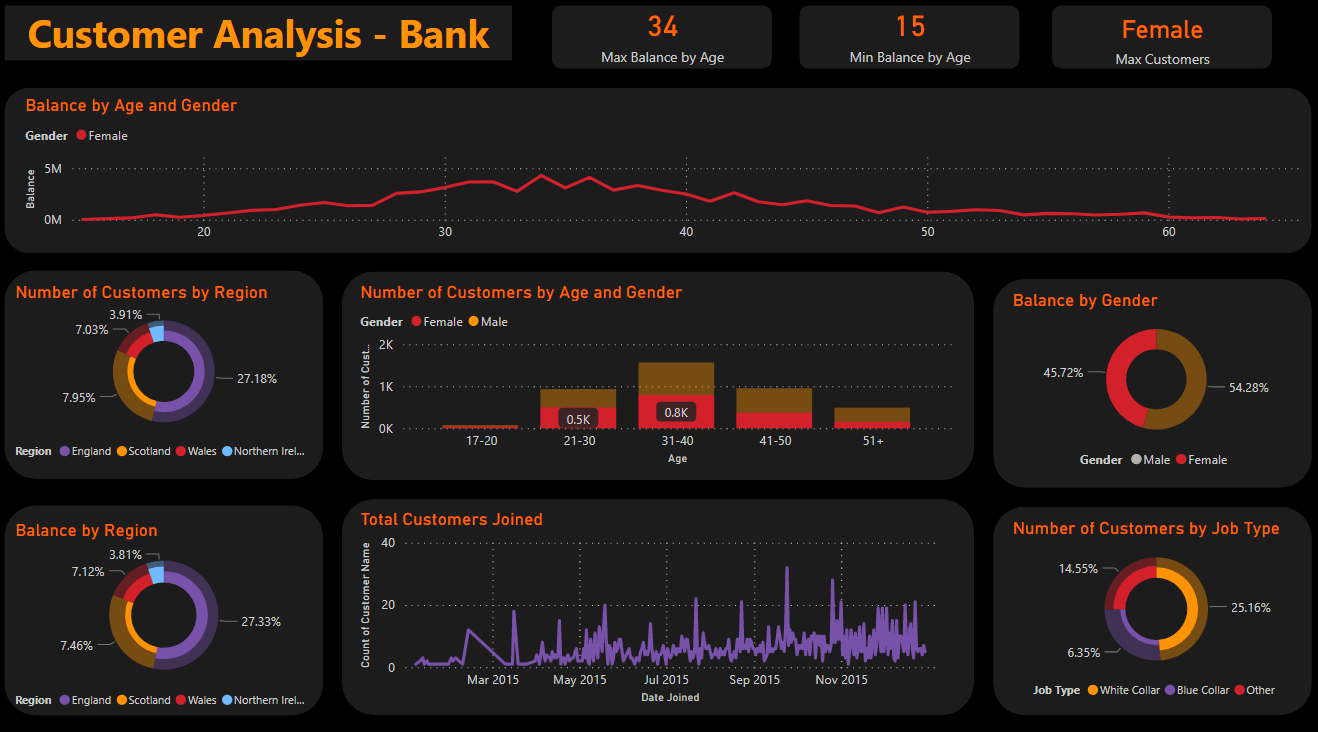 Customer Analysis - Bank
34
Max Balance by Age
15
Min Balance by Age
Female
Max Customers
Balance by Age and Gender
Gender Female
Balance
5M
0M
20 30 40 50 60
Number of Customers by Region
3.91%
7.03%
27.18%
7.95%
Region England Scotland Wales Northern Irel...
Number of Customers by Age and Gender
Gender Female Male
Number of Cust...
2K
1K
0K
0.5K
0.8K
17-20 21-30 31-40 41-50 51+
Age
Balance by Gender
45.72%
54.28%
Gender Male Female
Balance by Region
3.81%
7.12%
27.33%
7.46%
Region England Scotland Wales Northern Irel...
Total Customers Joined
Count of Customer Name
40
20
0
Mar 2015 May 2015 Jul 2015 Sep 2015 Nov 2015
Date Joined
Number of Customers by Job Type
14.55%
25.16%
6.35%
Job Type White Collar Blue Collar Other